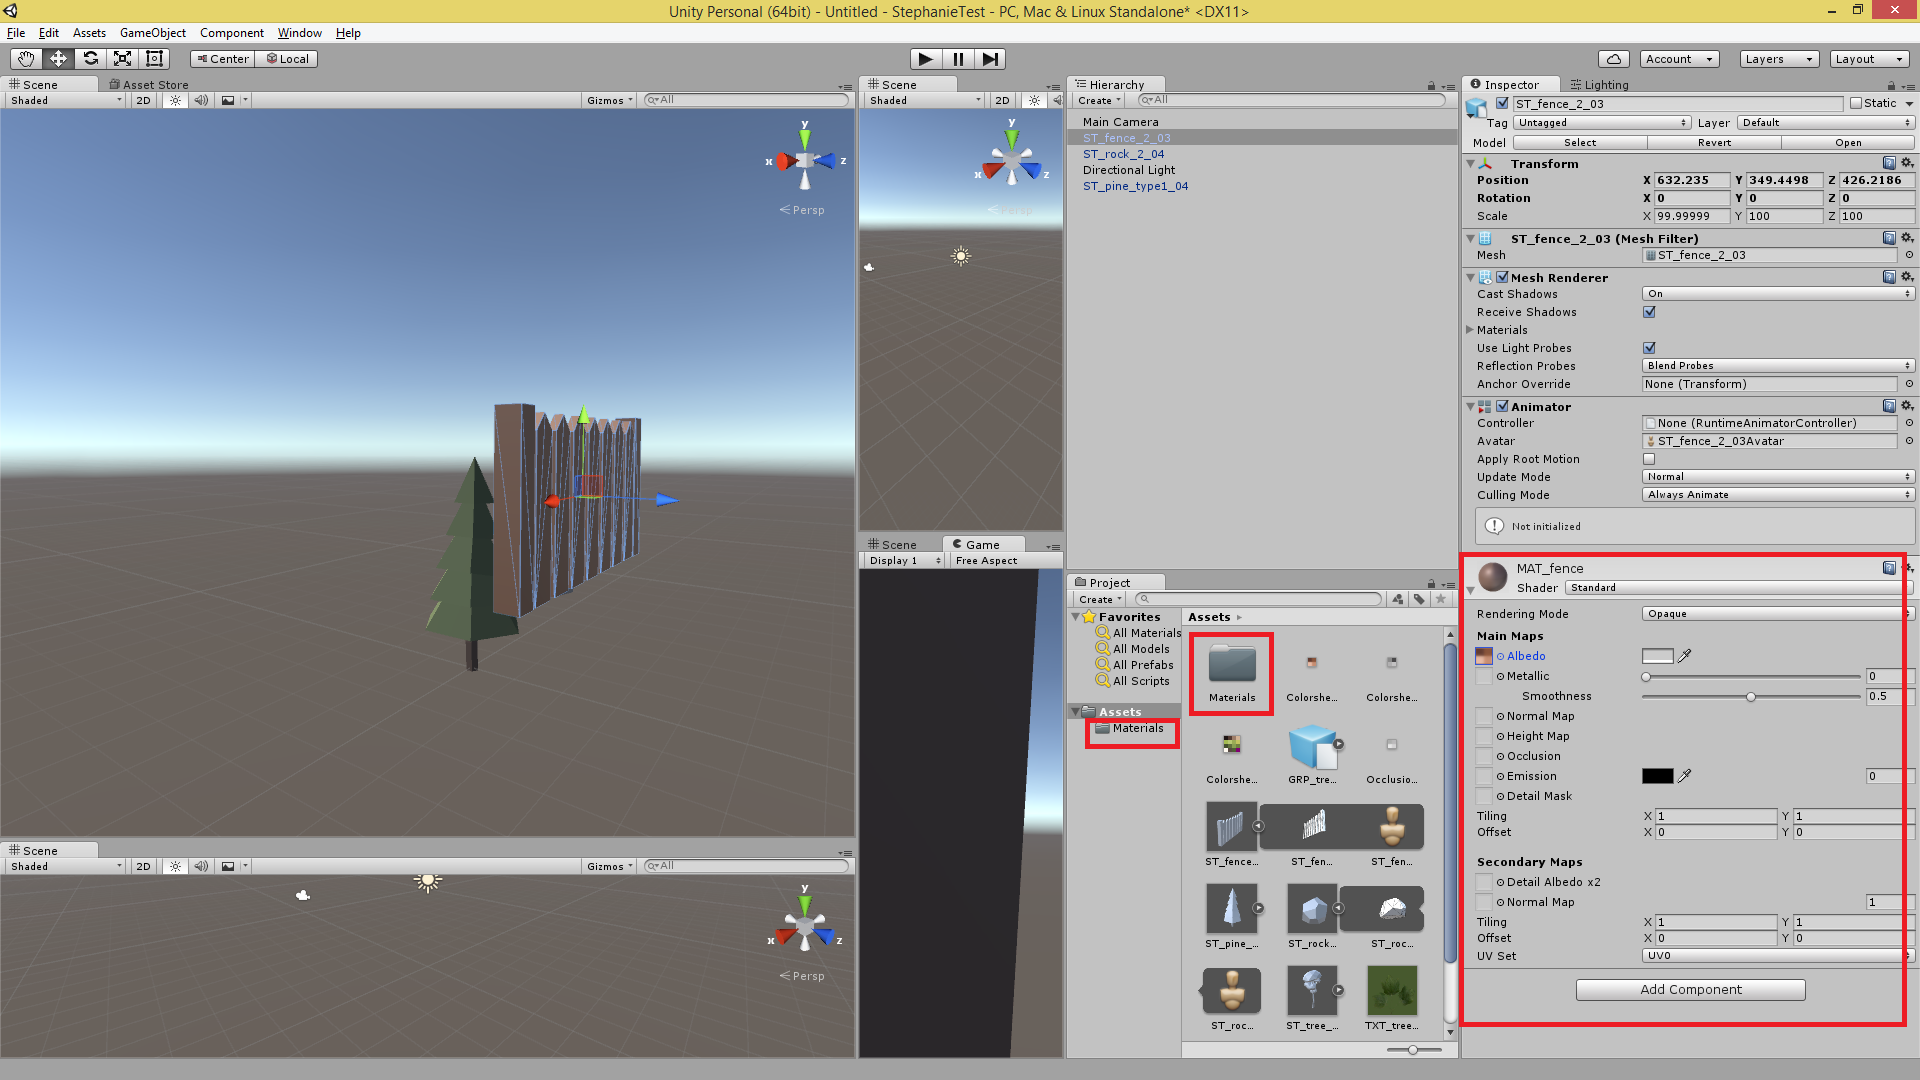 Unity Personal (64bit) - Untitled - StephanieTest - PC, Mac & Linux Standalone* <DX11>
File Edit Assets GameObject Component Window Help
Center Local Account Layers Layout
Scene Asset Store
Shaded 2D Gizmos All
y
x z
Persp
Scene
Shaded 2D
y
x z
Persp
Scene Game
Display 1 Free Aspect
Scene
Shaded 2D Gizmos All
y
x z
Persp
Hierarchy
Create All
Main Camera
ST_fence_2_03
ST_rock_2_04
Directional Light
ST_pine_type1_04
Project
Create
Favorites
All Materials
All Models
All Prefabs
All Scripts
Assets
Materials
Assets
Materials Colorshe... Colorshe...
Colorshe... GRP_tre... Occlusio...
ST_fence... ST_fen... ST_fen...
ST_pine_... ST_rock... ST_roc...
ST_roc... ST_tree_... TXT_tree...
Inspector Lighting
ST_fence_2_03 Static
Tag Untagged Layer Default
Model Select Revert Open
Transform
Position X 632.235 Y 349.4498 Z 426.2186
Rotation X 0 Y 0 Z 0
Scale X 99.99999 Y 100 Z 100
ST_fence_2_03 (Mesh Filter)
Mesh ST_fence_2_03
Mesh Renderer
Cast Shadows On
Receive Shadows
Materials
Use Light Probes
Reflection Probes Blend Probes
Anchor Override None (Transform)
Animator
Controller None (RuntimeAnimatorController)
Avatar ST_fence_2_03Avatar
Apply Root Motion
Update Mode Normal
Culling Mode Always Animate
Not initialized
MAT_fence
Shader Standard
Rendering Mode Opaque
Main Maps
Albedo
Metallic 0
Smoothness 0.5
Normal Map
Height Map
Occlusion
Emission 0
Detail Mask
Tiling X 1 Y 1
Offset X 0 Y 0
Secondary Maps
Detail Albedo x2
Normal Map 1
Tiling X 1 Y 1
Offset X 0 Y 0
UV Set UV0
Add Component